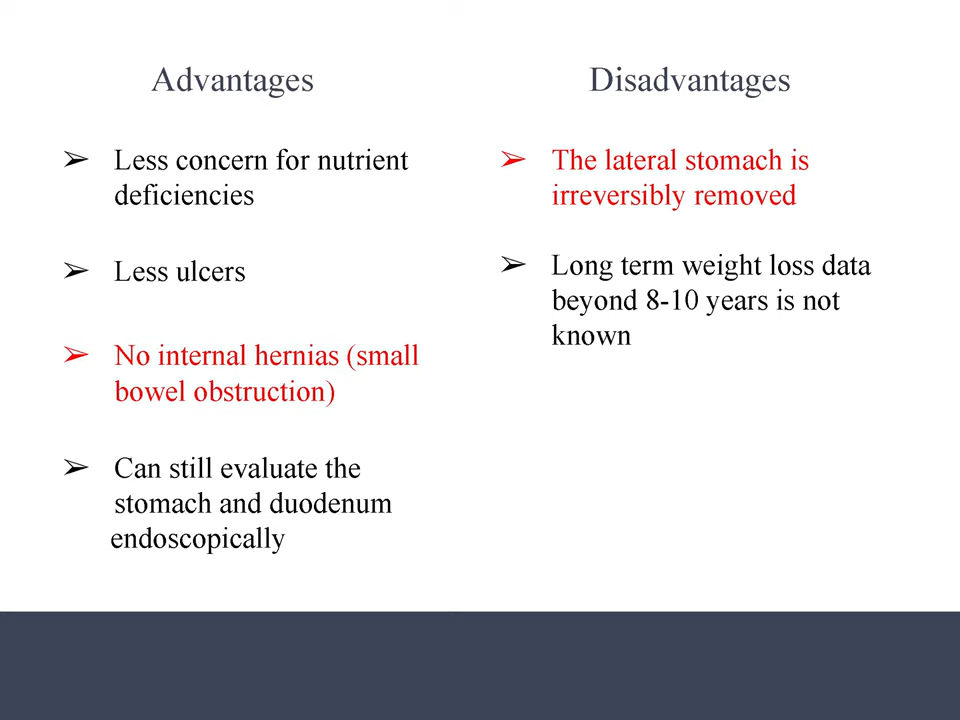 Advantages
➢ Less concern for nutrient
deficiencies
➢ Less ulcers
➢ No internal hernias (small
bowel obstruction)
➢ Can still evaluate the
stomach and duodenum
endoscopically
Disadvantages
➢ The lateral stomach is
irreversibly removed
➢ Long term weight loss data
beyond 8-10 years is not
known